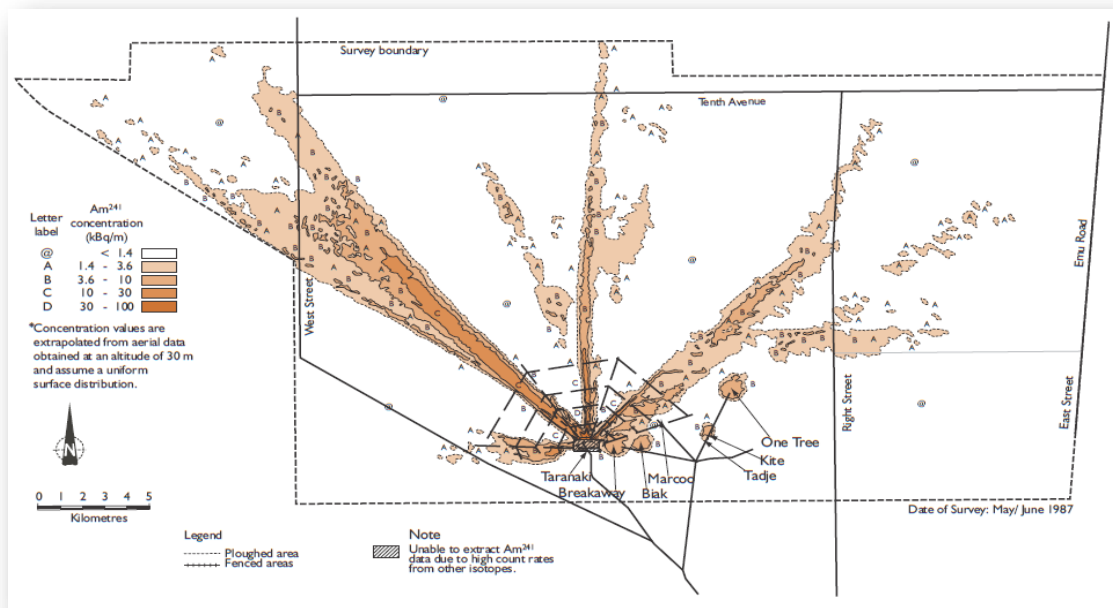 Survey boundary
Tenth Avenue
Letter label
Am²⁴¹ concentration (kBq/m)
@ < 1.4
A 1.4 - 3.6
B 3.6 - 10
C 10 - 30
D 30 - 100
*Concentration values are
extrapolated from aerial data
obtained at an altitude of 30 m
and assume a uniform
surface distribution.
West Street
Emu Road
Right Street
East Street
N
0 1 2 3 4 5
Kilometres
One Tree
Kite
Tadje
Marcoo
Biak
Taranaki
Breakaway
Date of Survey: May/ June 1987
Legend
Ploughed area
Fenced areas
Note
Unable to extract Am²⁴¹
data due to high count rates
from other isotopes.